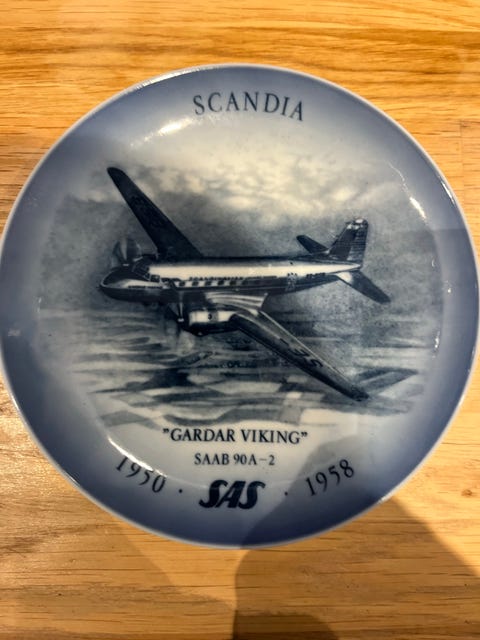 SCANDIA
"GARDAR VIKING"
SAAB 90A-2
1950 · SAS · 1958